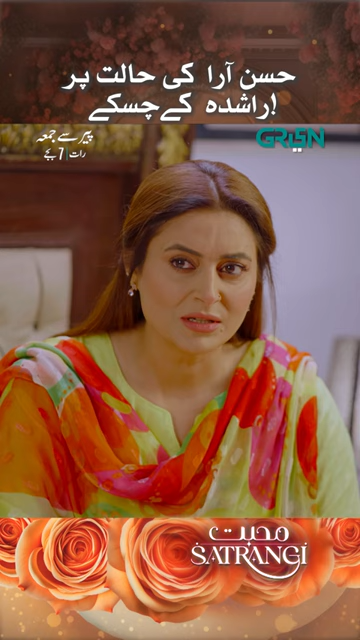 حسن آرا کی حالت پر
راشدہ کے چسکے!
پیر سے جمعہ
رات | 7 بجے
GREEN
محبت
SATRANGI